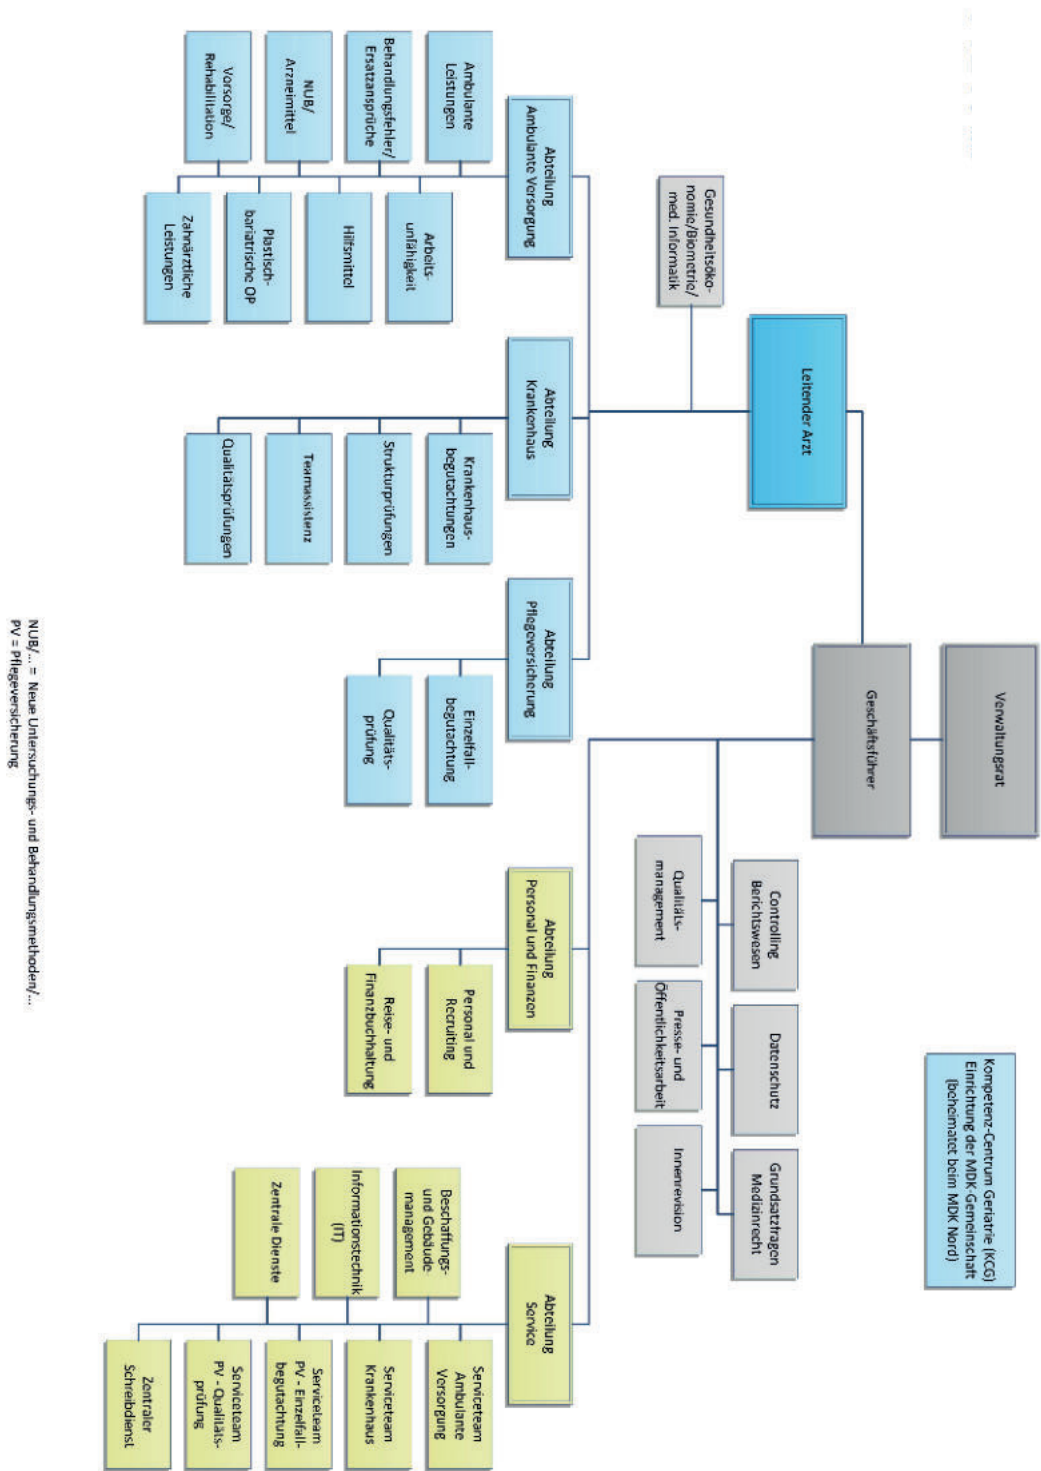 Verwaltungsrat
Kompetenz-Centrum Geriatrie (KCG)
Einrichtung der MDK-Gemeinschaft
(beheimatet beim MDK Nord)
Geschäftsführer
Leitender Arzt
Controlling
Berichtswesen
Datenschutz
Grundsatzfragen
Medizinrecht
Gesundheitsöko-
nomie/Biometrie/
med. Informatik
Qualitäts-
management
Presse- und
Öffentlichkeitsarbeit
Innenrevision
Abteilung
Ambulante Versorgung
Abteilung
Krankenhaus
Abteilung
Pflegeversicherung
Abteilung
Personal und Finanzen
Abteilung
Service
Ambulante
Leistungen
Arbeits-
unfähigkeit
Behandlungsfehler/
Ersatzansprüche
Hilfsmittel
NUB/
Arzneimittel
Plastisch-
bariatrische OP
Vorsorge/
Rehabilitation
Zahnärztliche
Leistungen
Krankenhaus-
begutachtungen
Strukturprüfungen
Teamassistenz
Qualitätsprüfungen
Einzelfall-
begutachtung
Qualitäts-
prüfung
Personal und
Recruiting
Reise- und
Finanzbuchhaltung
Beschaffungs-
und Gebäude-
management
Serviceteam
Ambulante
Versorgung
Informationstechnik
(IT)
Serviceteam
Krankenhaus
Zentrale Dienste
Serviceteam
PV - Einzelfall-
begutachtung
Serviceteam
PV - Qualitäts-
prüfung
Zentraler
Schreibdienst
NUB/... = Neue Untersuchungs- und Behandlungsmethoden/...
PV = Pflegeversicherung